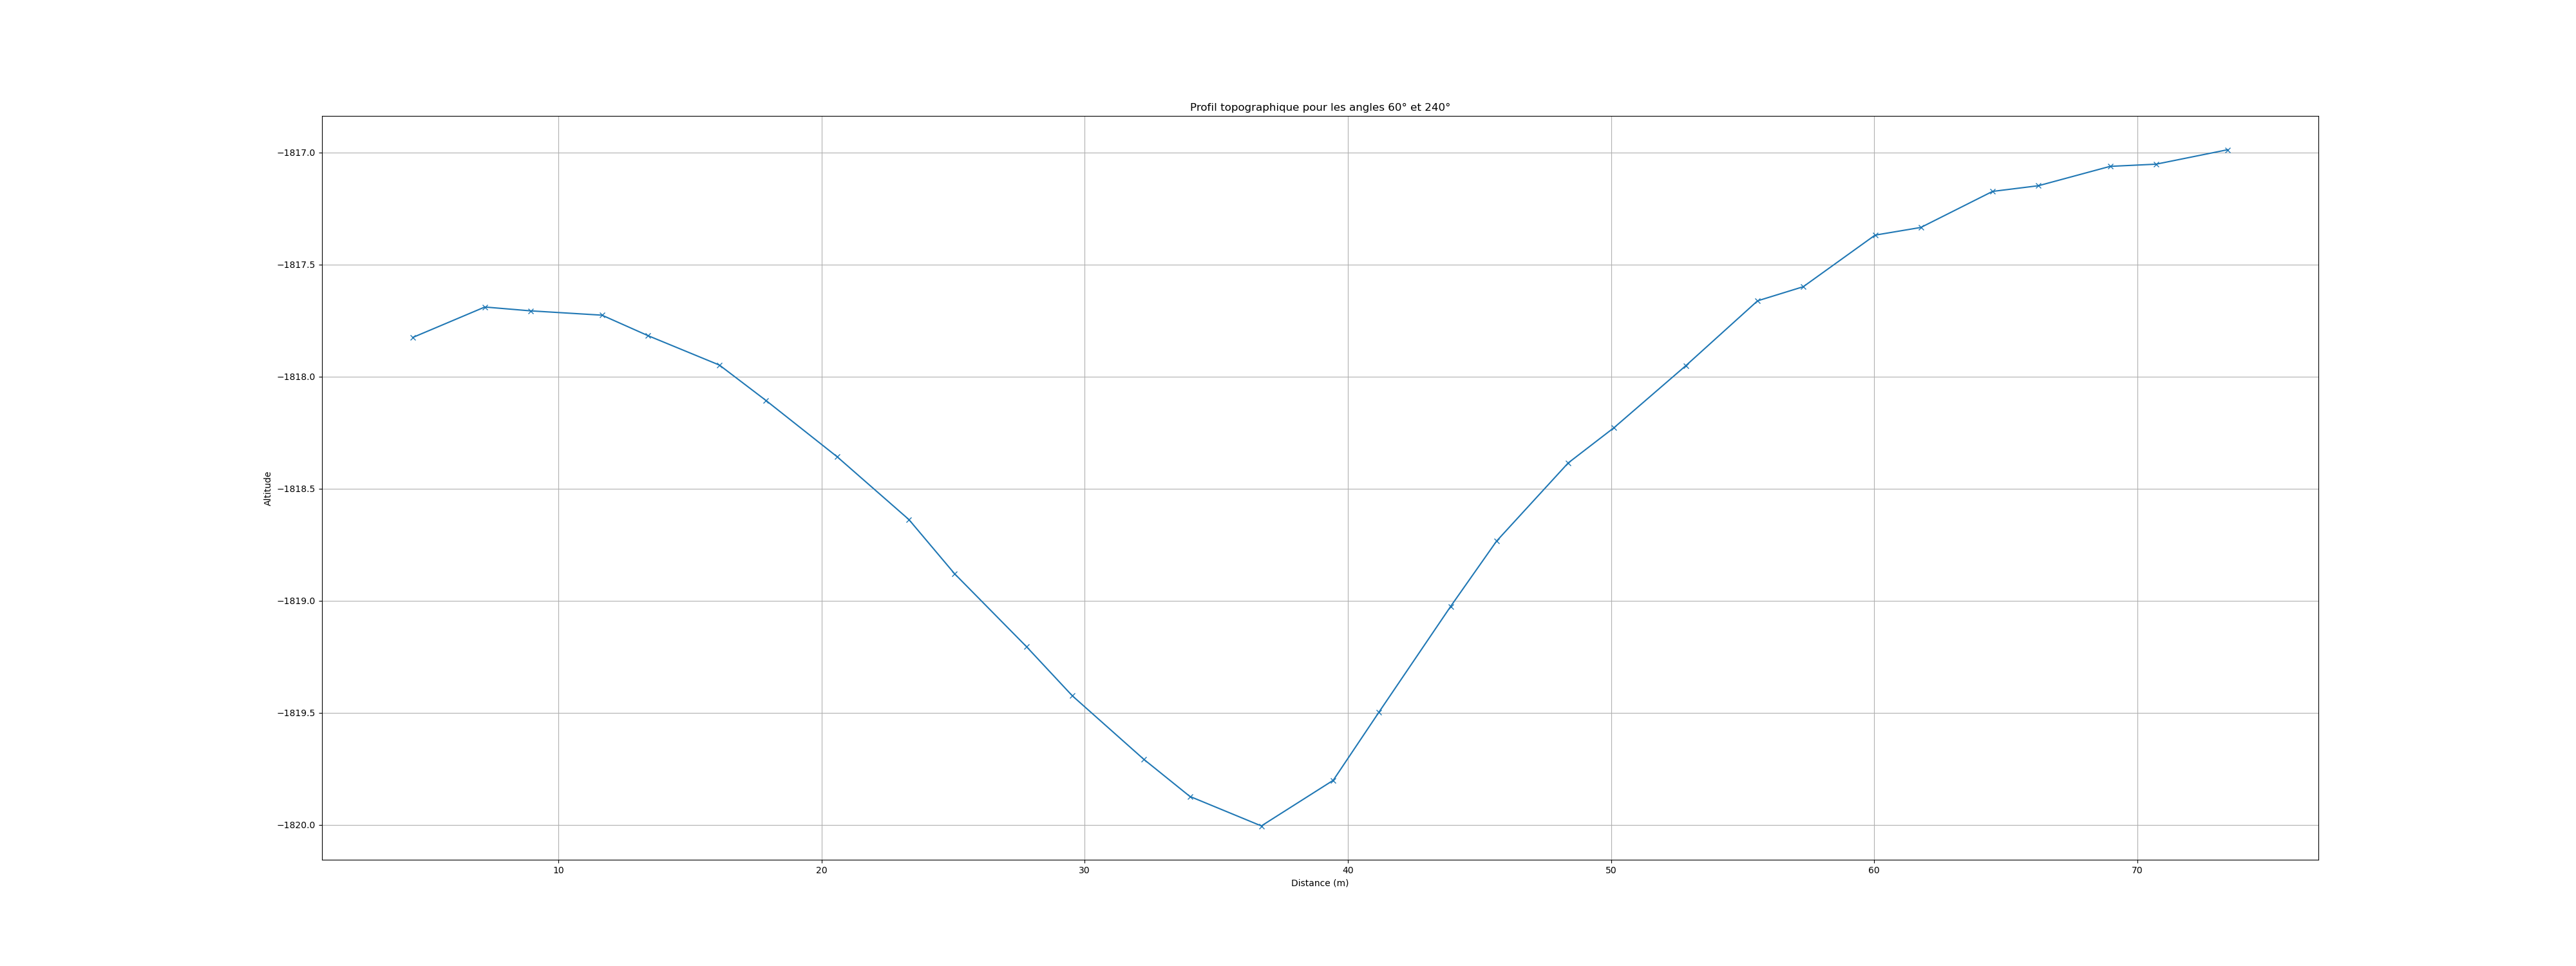 Profil topographique pour les angles 60° et 240°
−1817.0
−1817.5
−1818.0
−1818.5
−1819.0
−1819.5
−1820.0
Altitude
10 20 30 40 50 60 70
Distance (m)